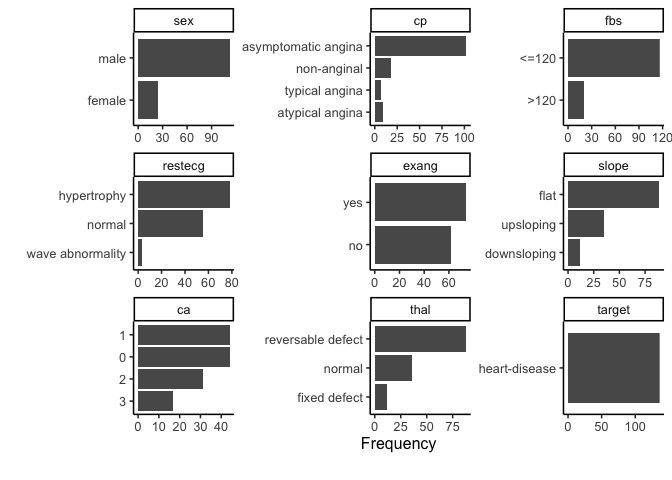 sex
male
female
0 30 60 90
cp
asymptomatic angina
non-anginal
typical angina
atypical angina
0 25 50 75 100
fbs
<=120
>120
0 30 60 90 120
restecg
hypertrophy
normal
wave abnormality
0 20 40 60 80
exang
yes
no
0 20 40 60
slope
flat
upsloping
downsloping
0 25 50 75
ca
1
0
2
3
0 10 20 30 40
thal
reversable defect
normal
fixed defect
0 25 50 75
target
heart-disease
0 50 100
Frequency